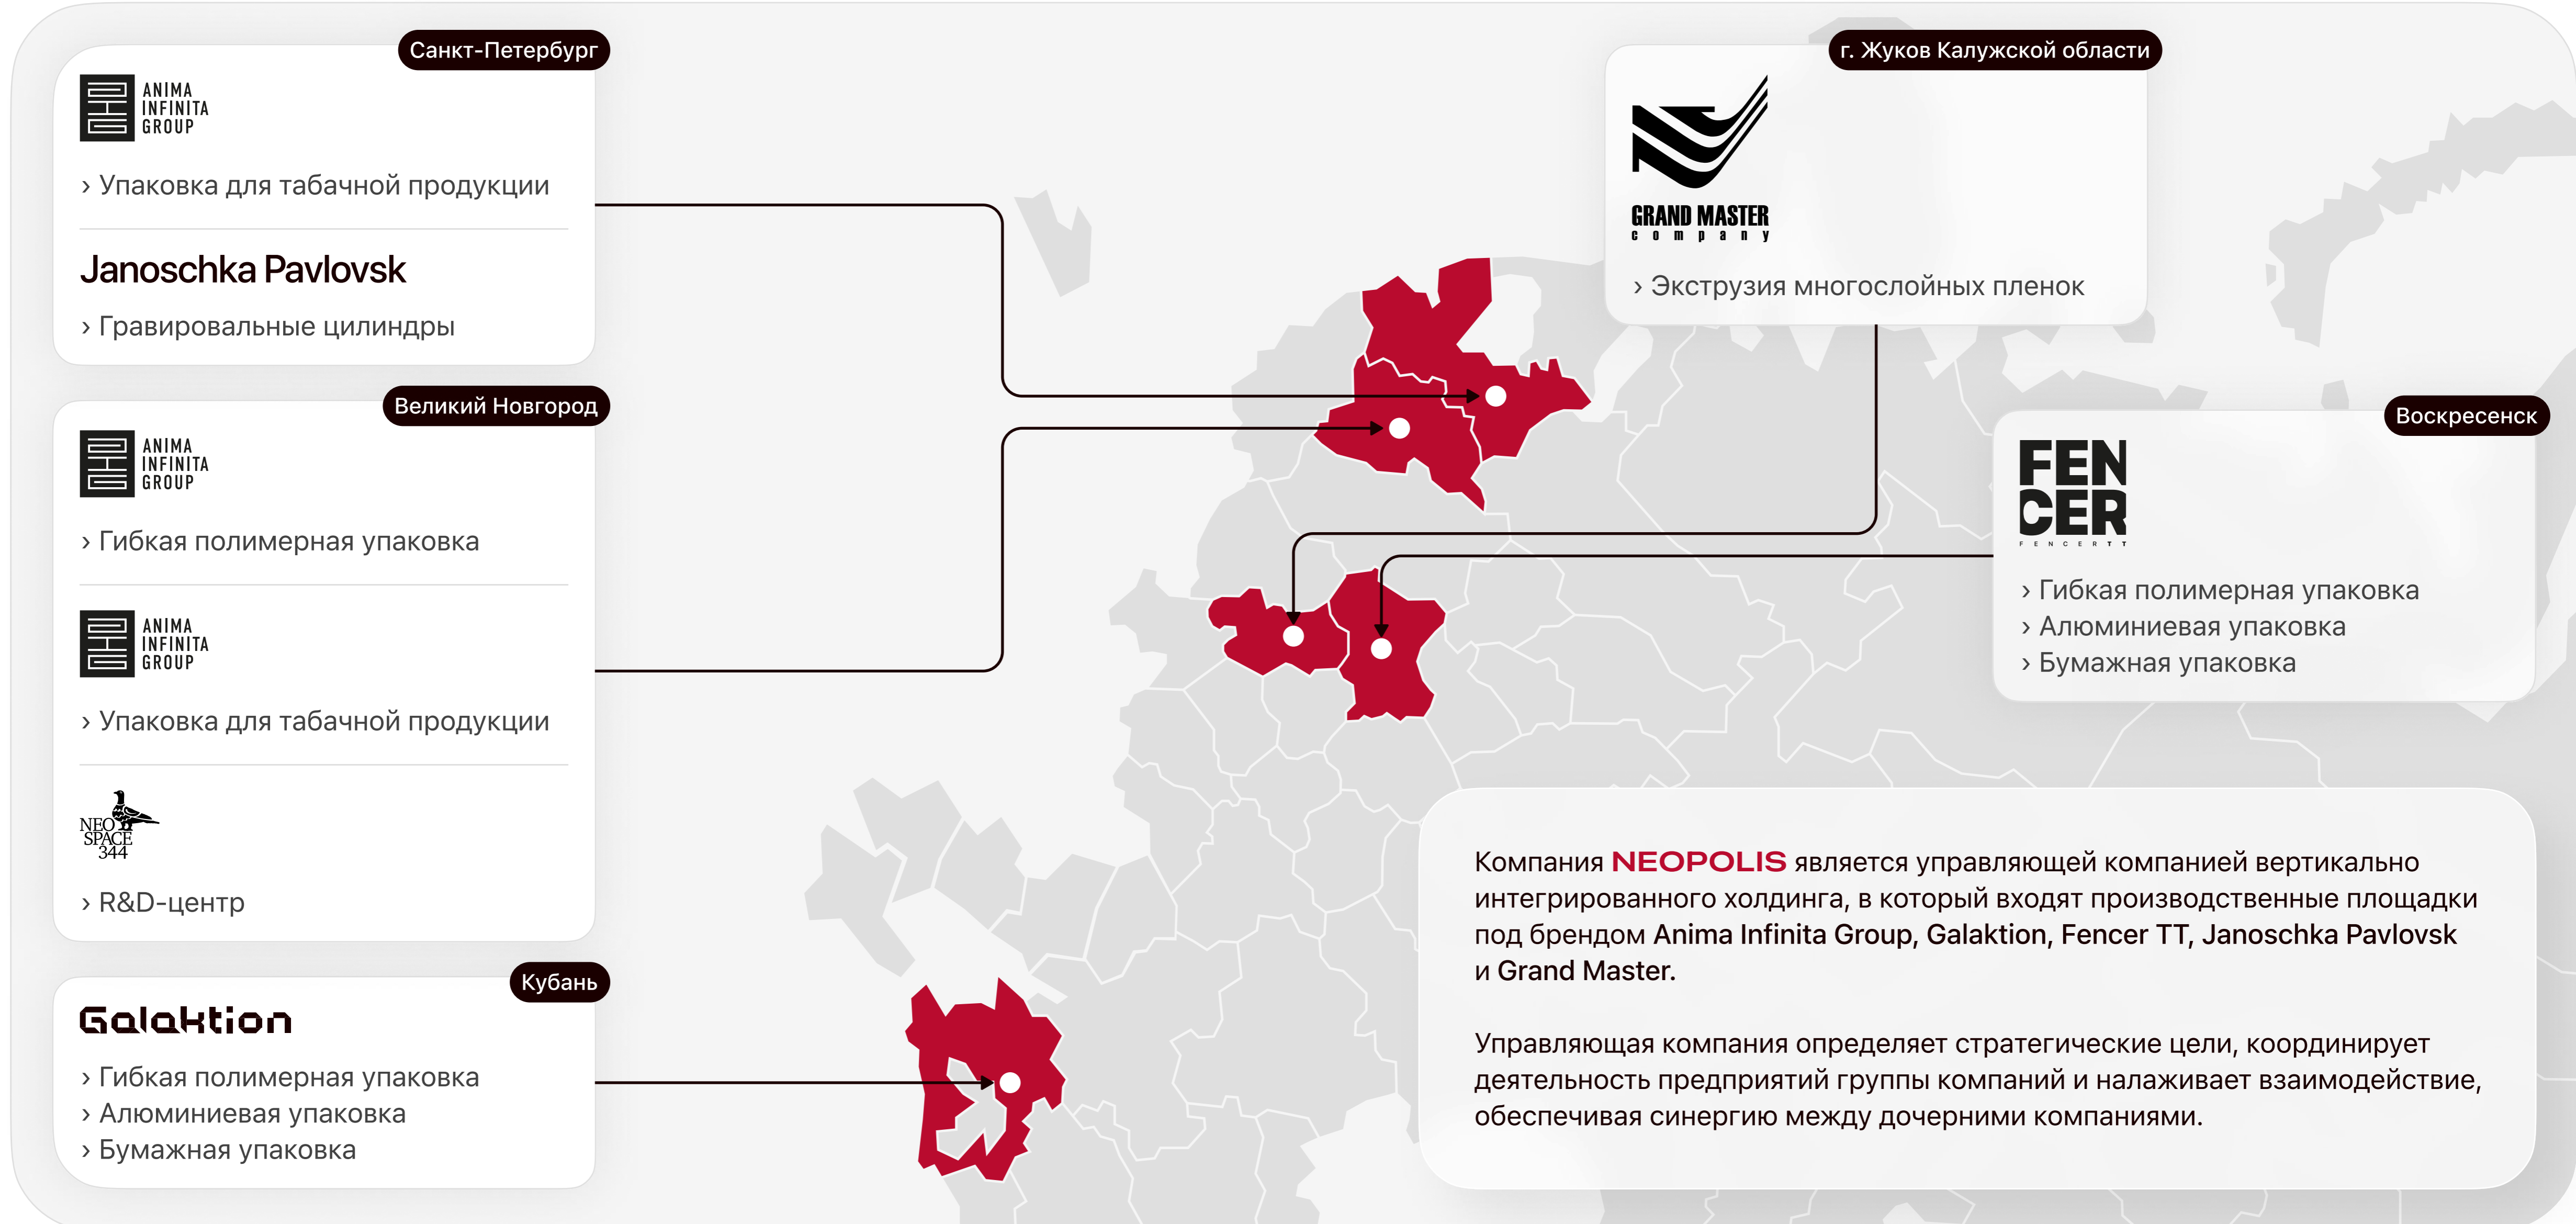 Санкт-Петербург
ANIMA
INFINITA
GROUP
› Упаковка для табачной продукции
Janoschka Pavlovsk
› Гравировальные цилиндры
Великий Новгород
ANIMA
INFINITA
GROUP
› Гибкая полимерная упаковка
ANIMA
INFINITA
GROUP
› Упаковка для табачной продукции
NEO
SPACE
344
› R&D-центр
Кубань
Galaktion
› Гибкая полимерная упаковка
› Алюминиевая упаковка
› Бумажная упаковка
г. Жуков Калужской области
GRAND MASTER
company
› Экструзия многослойных пленок
Воскресенск
FEN
CER
FENCERTT
› Гибкая полимерная упаковка
› Алюминиевая упаковка
› Бумажная упаковка
Компания NEOPOLIS является управляющей компанией вертикально
интегрированного холдинга, в который входят производственные площадки
под брендом Anima Infinita Group, Galaktion, Fencer TT, Janoschka Pavlovsk
и Grand Master.
Управляющая компания определяет стратегические цели, координирует
деятельность предприятий группы компаний и налаживает взаимодействие,
обеспечивая синергию между дочерними компаниями.